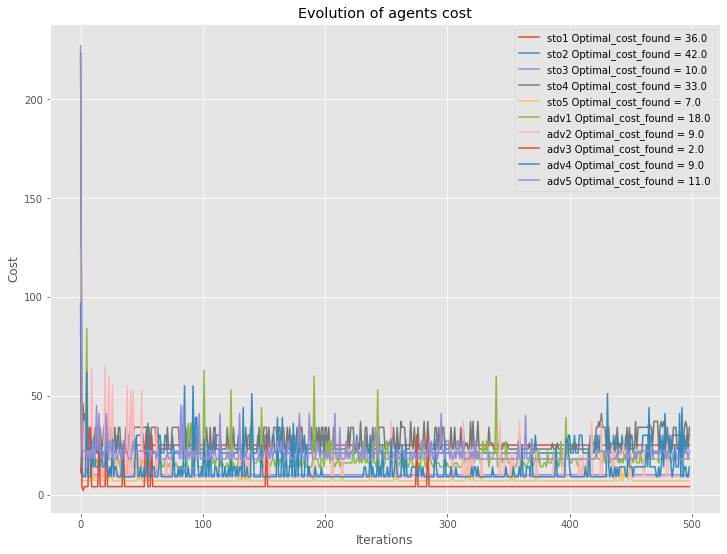 Evolution of agents cost
sto1 Optimal_cost_found = 36.0
sto2 Optimal_cost_found = 42.0
sto3 Optimal_cost_found = 10.0
sto4 Optimal_cost_found = 33.0
sto5 Optimal_cost_found = 7.0
adv1 Optimal_cost_found = 18.0
adv2 Optimal_cost_found = 9.0
adv3 Optimal_cost_found = 2.0
adv4 Optimal_cost_found = 9.0
adv5 Optimal_cost_found = 11.0
Cost
200
150
100
50
0
0 100 200 300 400 500
Iterations